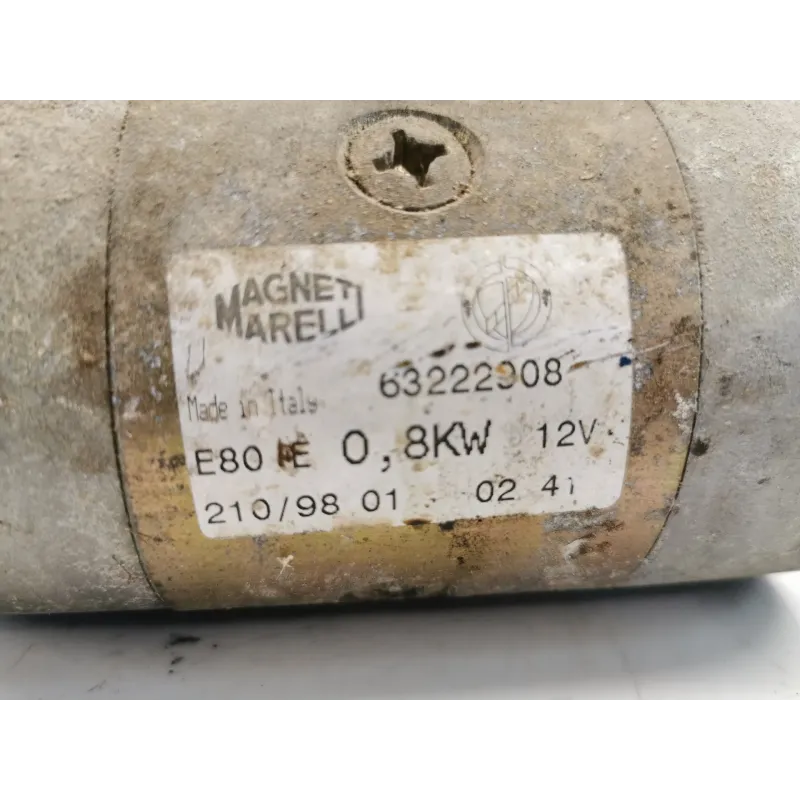 MAGNETI
MARELLI
63222908
Made in Italy
E80 E 0,8KW 12V
210/98 01 02 41